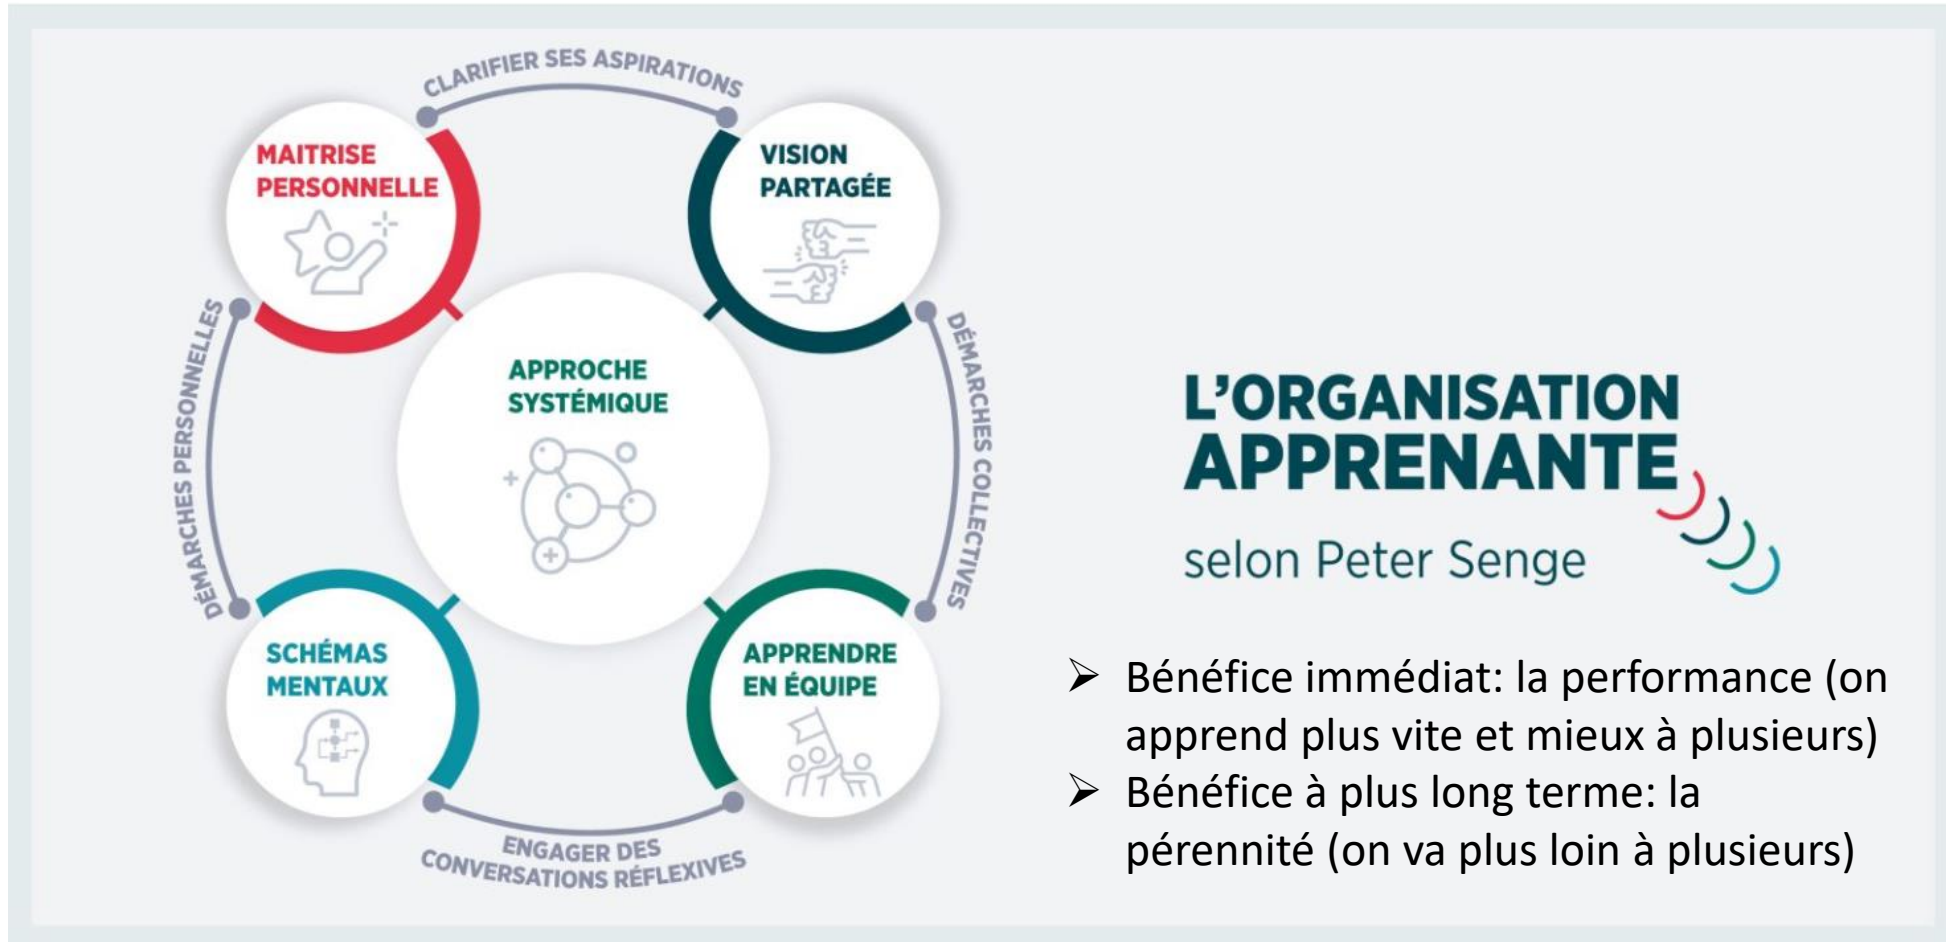 CLARIFIER SES ASPIRATIONS
MAITRISE
PERSONNELLE
VISION
PARTAGÉE
DÉMARCHES PERSONNELLES
APPROCHE
SYSTÉMIQUE
DÉMARCHES COLLECTIVES
SCHÉMAS
MENTAUX
APPRENDRE
EN ÉQUIPE
ENGAGER DES
CONVERSATIONS RÉFLEXIVES
L'ORGANISATION
APPRENANTE
selon Peter Senge
➢ Bénéfice immédiat: la performance (on
apprend plus vite et mieux à plusieurs)
➢ Bénéfice à plus long terme: la
pérennité (on va plus loin à plusieurs)